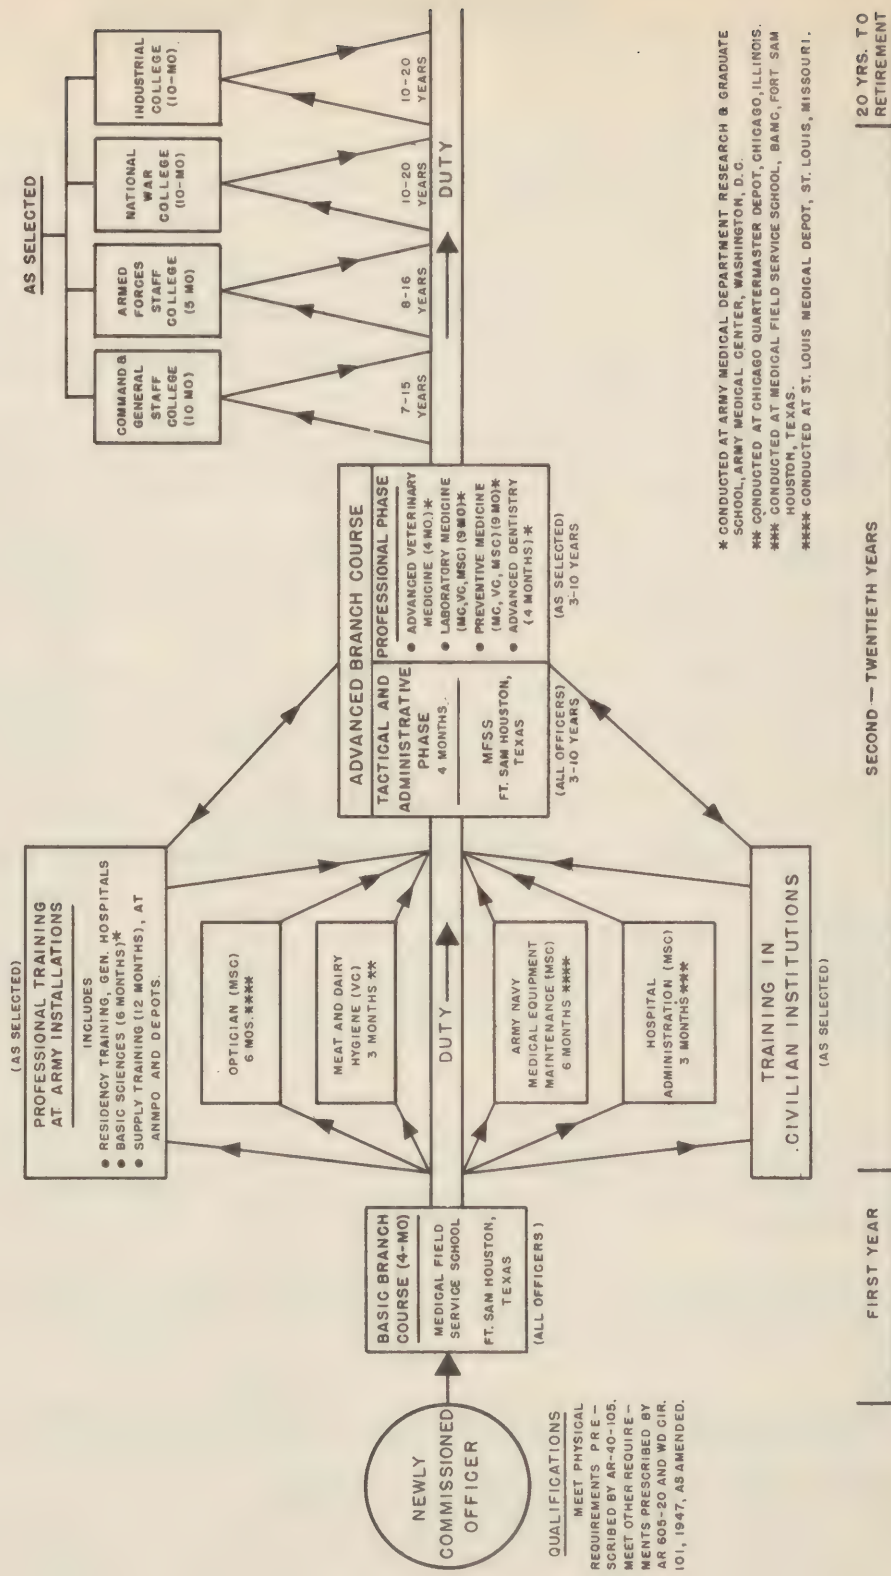 NEWLY
COMMISSIONED
OFFICER
QUALIFICATIONS
MEET PHYSICAL
REQUIREMENTS PRE-
SCRIBED BY AR-40-105.
MEET OTHER REQUIRE-
MENTS PRESCRIBED BY
AR 605-20 AND WD CIR.
101, 1947, AS AMENDED.
BASIC BRANCH
COURSE (4-MO)
MEDICAL FIELD
SERVICE SCHOOL
FT. SAM HOUSTON,
TEXAS
(ALL OFFICERS)
(AS SELECTED)
PROFESSIONAL TRAINING
AT ARMY INSTALLATIONS
INCLUDES
● RESIDENCY TRAINING, GEN. HOSPITALS
● BASIC SCIENCES (6 MONTHS)*
● SUPPLY TRAINING (12 MONTHS), AT
ANMPO AND DEPOTS.
OPTICIAN (MSC)
6 MOS. ****
MEAT AND DAIRY
HYGIENE (VC)
3 MONTHS **
DUTY
ARMY NAVY
MEDICAL EQUIPMENT
MAINTENANCE (MSC)
6 MONTHS ****
HOSPITAL
ADMINISTRATION (MSC)
3 MONTHS ***
TRAINING IN
CIVILIAN INSTITUTIONS
(AS SELECTED)
ADVANCED BRANCH COURSE
TACTICAL AND
ADMINISTRATIVE
PHASE
4 MONTHS.
MFSS
FT. SAM HOUSTON,
TEXAS
(ALL OFFICERS)
3-10 YEARS
PROFESSIONAL PHASE
● ADVANCED VETERINARY
MEDICINE (4 MO.)*
● LABORATORY MEDICINE
(MC,VC,MSC)(9MO)*
● PREVENTIVE MEDICINE
(MC, VC, MSC)(9 MO)*
● ADVANCED DENTISTRY
(4 MONTHS)*
(AS SELECTED)
3-10 YEARS
AS SELECTED
COMMAND &
GENERAL
STAFF
COLLEGE
(10 MO)
ARMED
FORCES
STAFF
COLLEGE
(5 MO)
NATIONAL
WAR
COLLEGE
(10-MO)
INDUSTRIAL
COLLEGE
(10-MO)
7-15
YEARS
8-16
YEARS
10-20
YEARS
10-20
YEARS
DUTY
* CONDUCTED AT ARMY MEDICAL DEPARTMENT RESEARCH & GRADUATE
SCHOOL, ARMY MEDICAL CENTER, WASHINGTON, D.C.
** CONDUCTED AT CHICAGO QUARTERMASTER DEPOT, CHICAGO, ILLINOIS.
*** CONDUCTED AT MEDICAL FIELD SERVICE SCHOOL, BAMC, FORT SAM
HOUSTON, TEXAS.
**** CONDUCTED AT ST. LOUIS MEDICAL DEPOT, ST. LOUIS, MISSOURI.
FIRST YEAR
SECOND — TWENTIETH YEARS
20 YRS. TO
RETIREMENT